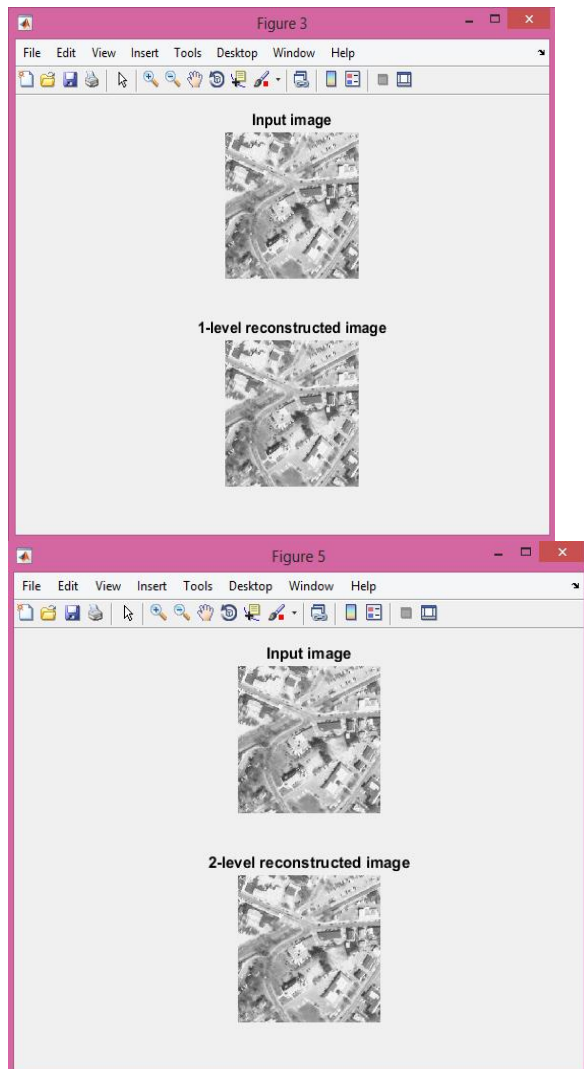 Figure 3
File Edit View Insert Tools Desktop Window Help
Input image
1-level reconstructed image
Figure 5
File Edit View Insert Tools Desktop Window Help
Input image
2-level reconstructed image